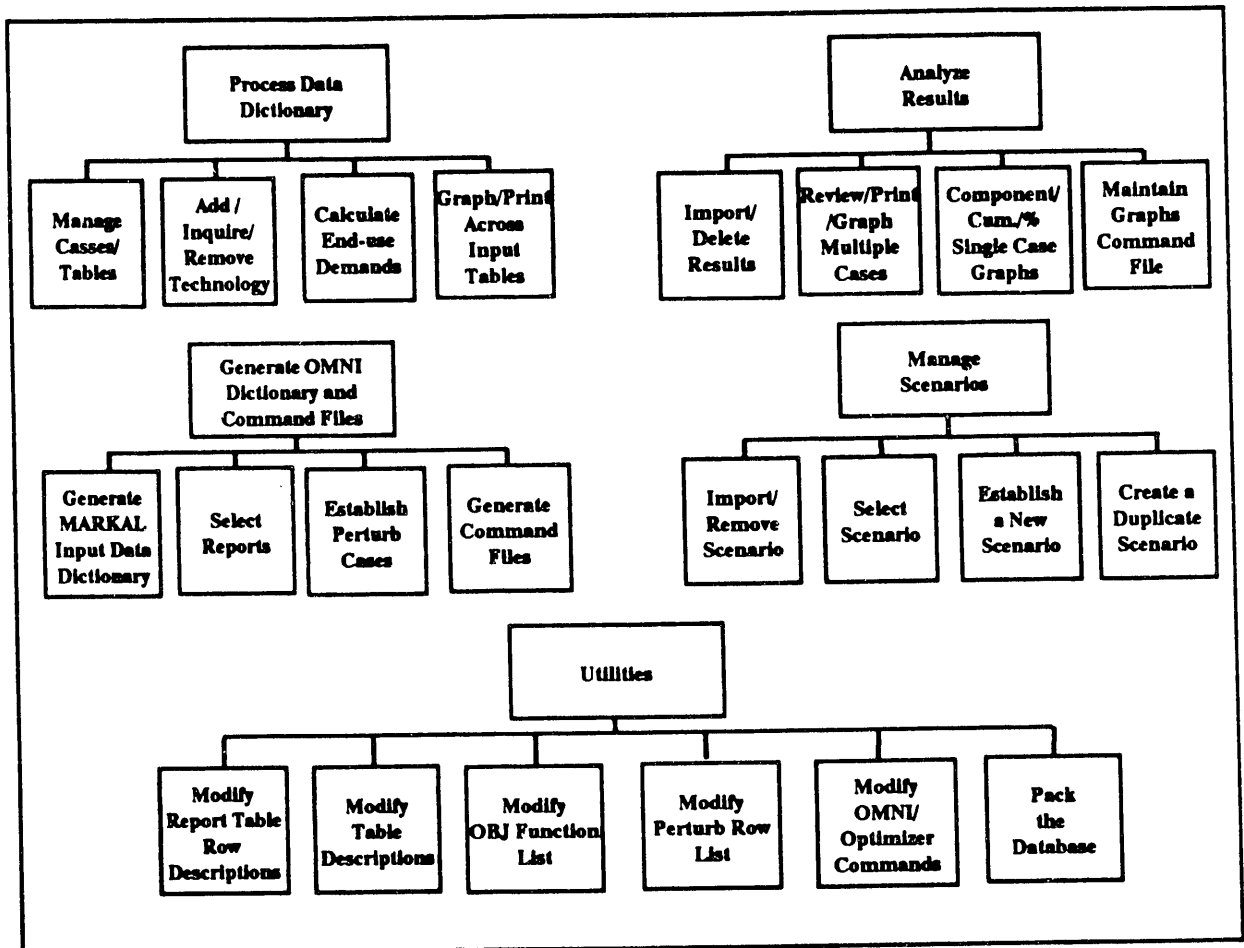 Process Data
Dictionary
Manage
Casses/
Tables
Add /
Inquire/
Remove
Technology
Calculate
End-use
Demands
Graph/Print
Across
Input
Tables
Analyze
Results
Import/
Delete
Results
Review/Print
/Graph
Multiple
Cases
Component/
Cum./%
Single Case
Graphs
Maintain
Graphs
Command
File
Generate OMNI
Dictionary and
Command Files
Generate
MARKAL
Input Data
Dictionary
Select
Reports
Establish
Perturb
Cases
Generate
Command
Files
Manage
Scenarios
Import/
Remove
Scenario
Select
Scenario
Establish
a New
Scenario
Create a
Duplicate
Scenario
Utilities
Modify
Report Table
Row
Descriptions
Modify
Table
Descriptions
Modify
OBJ Function
List
Modify
Perturb Row
List
Modify
OMNI/
Optimizer
Commands
Pack
the
Database